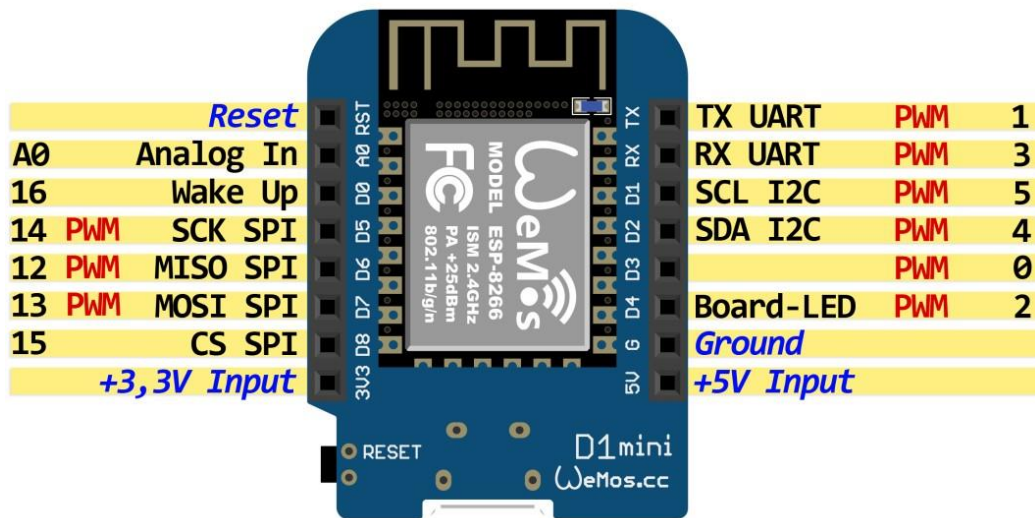 Reset RST TX TX UART PWM 1
A0 Analog In A0 RX RX UART PWM 3
16 Wake Up D0 D1 SCL I2C PWM 5
14 PWM SCK SPI D5 D2 SDA I2C PWM 4
12 PWM MISO SPI D6 D3 PWM 0
13 PWM MOSI SPI D7 D4 Board-LED PWM 2
15 CS SPI D8 G Ground
+3,3V Input 3V3 5V +5V Input
WeMos
FC
MODEL ESP-8266
ISM 2.4GHz
PA +25dBm
802.11b/g/n
RESET
D1mini
WeMos.cc